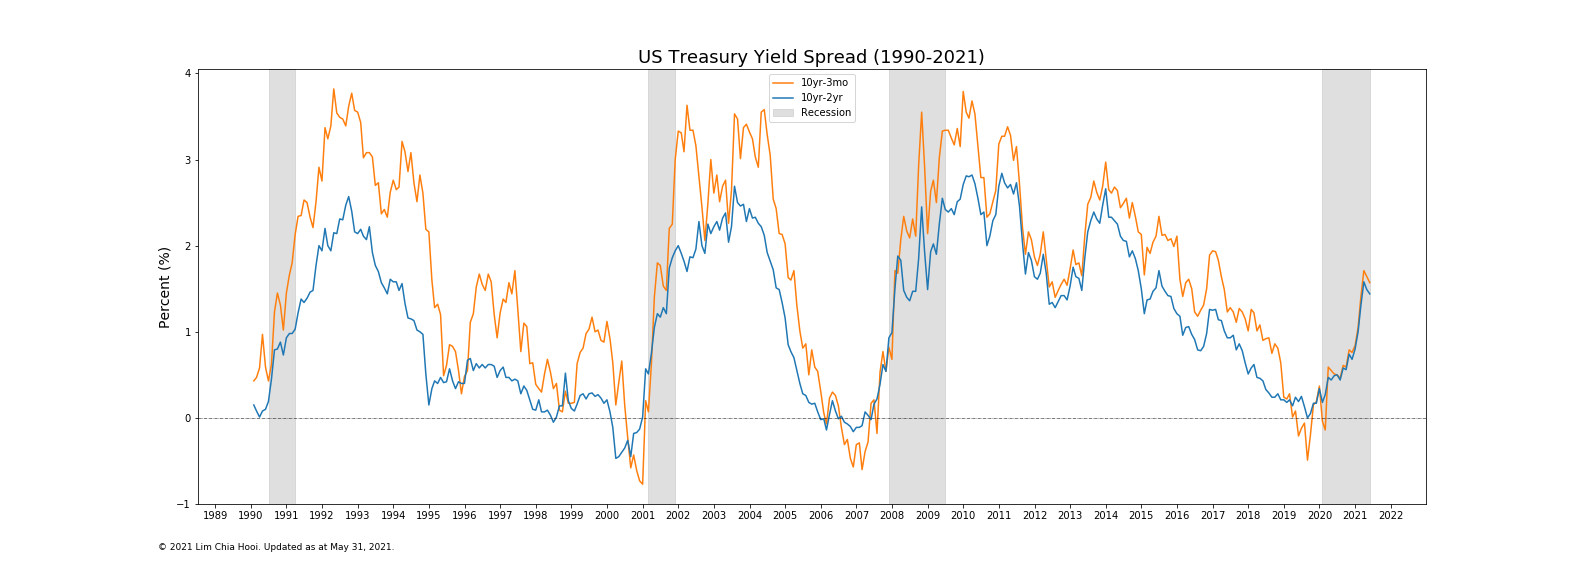 US Treasury Yield Spread (1990-2021)
10yr-3mo
10yr-2yr
Recession
Percent (%)
4
3
2
1
0
−1
1989 1990 1991 1992 1993 1994 1995 1996 1997 1998 1999 2000 2001 2002 2003 2004 2005 2006 2007 2008 2009 2010 2011 2012 2013 2014 2015 2016 2017 2018 2019 2020 2021 2022
© 2021 Lim Chia Hooi. Updated as at May 31, 2021.